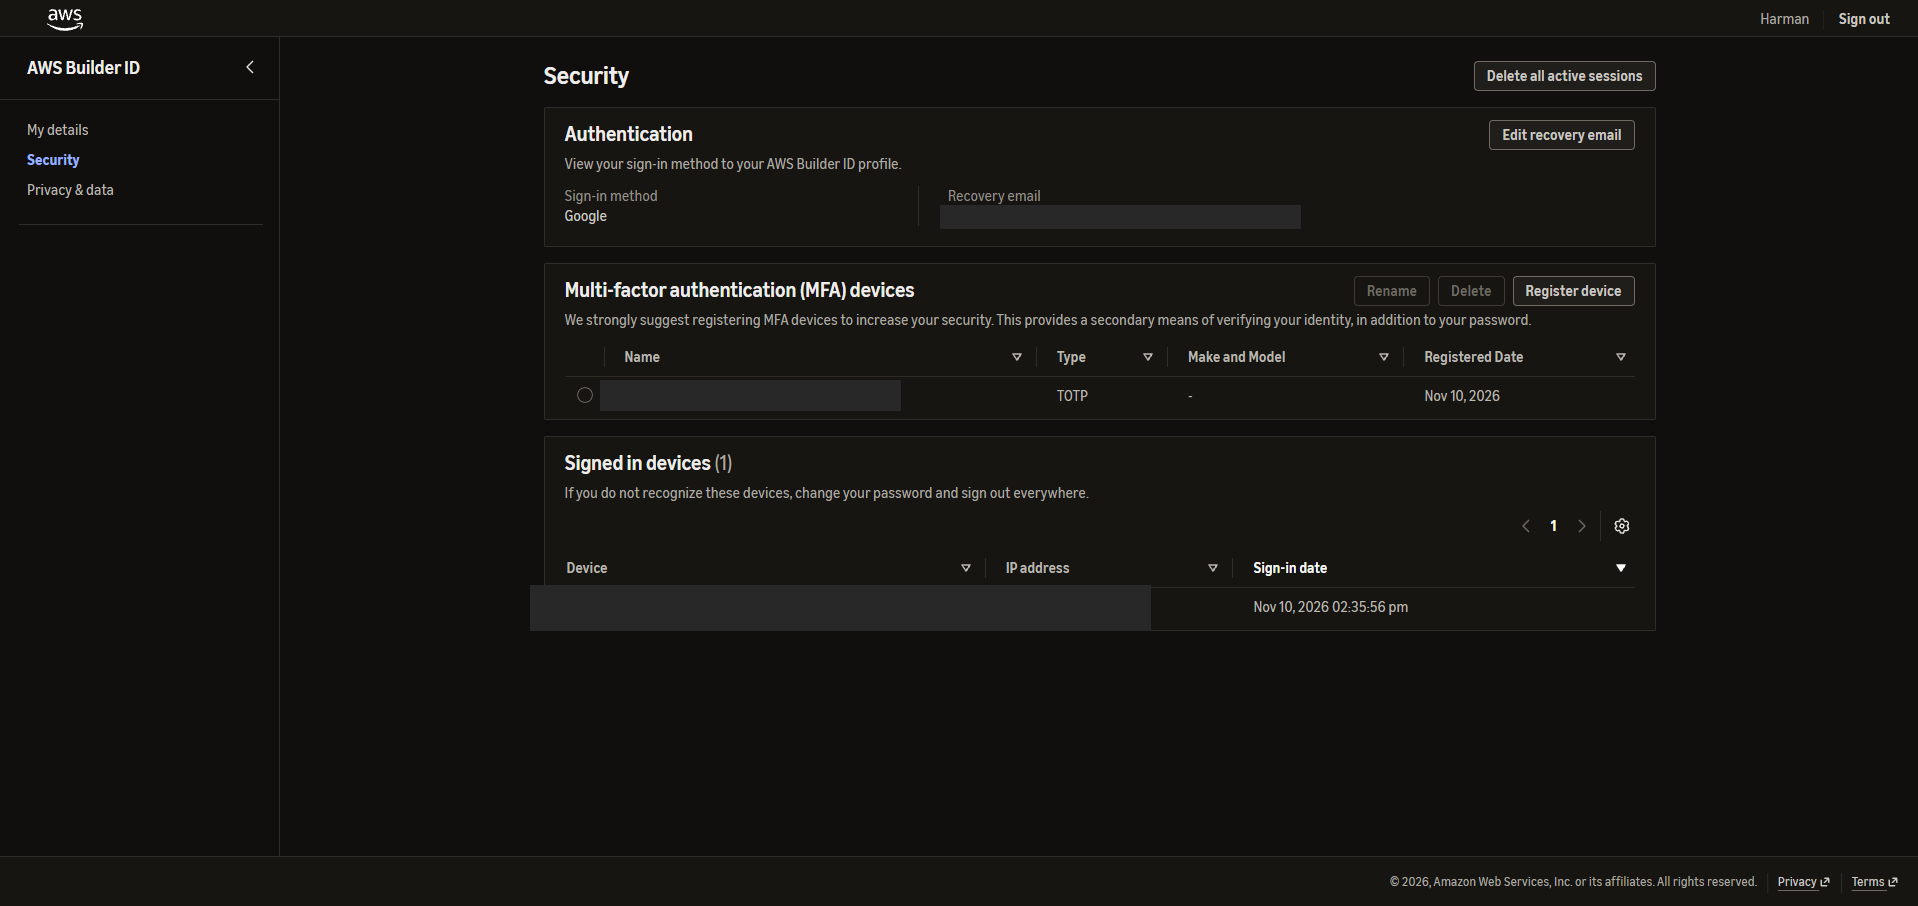 aws
Harman
Sign out
AWS Builder ID
My details
Security
Privacy & data
Security
Delete all active sessions
Authentication
Edit recovery email
View your sign-in method to your AWS Builder ID profile.
Sign-in method
Google
Recovery email
Multi-factor authentication (MFA) devices
Rename
Delete
Register device
We strongly suggest registering MFA devices to increase your security. This provides a secondary means of verifying your identity, in addition to your password.
Name
Type
Make and Model
Registered Date
TOTP
-
Nov 10, 2026
Signed in devices (1)
If you do not recognize these devices, change your password and sign out everywhere.
1
Device
IP address
Sign-in date
Nov 10, 2026 02:35:56 pm
© 2026, Amazon Web Services, Inc. or its affiliates. All rights reserved.
Privacy
Terms